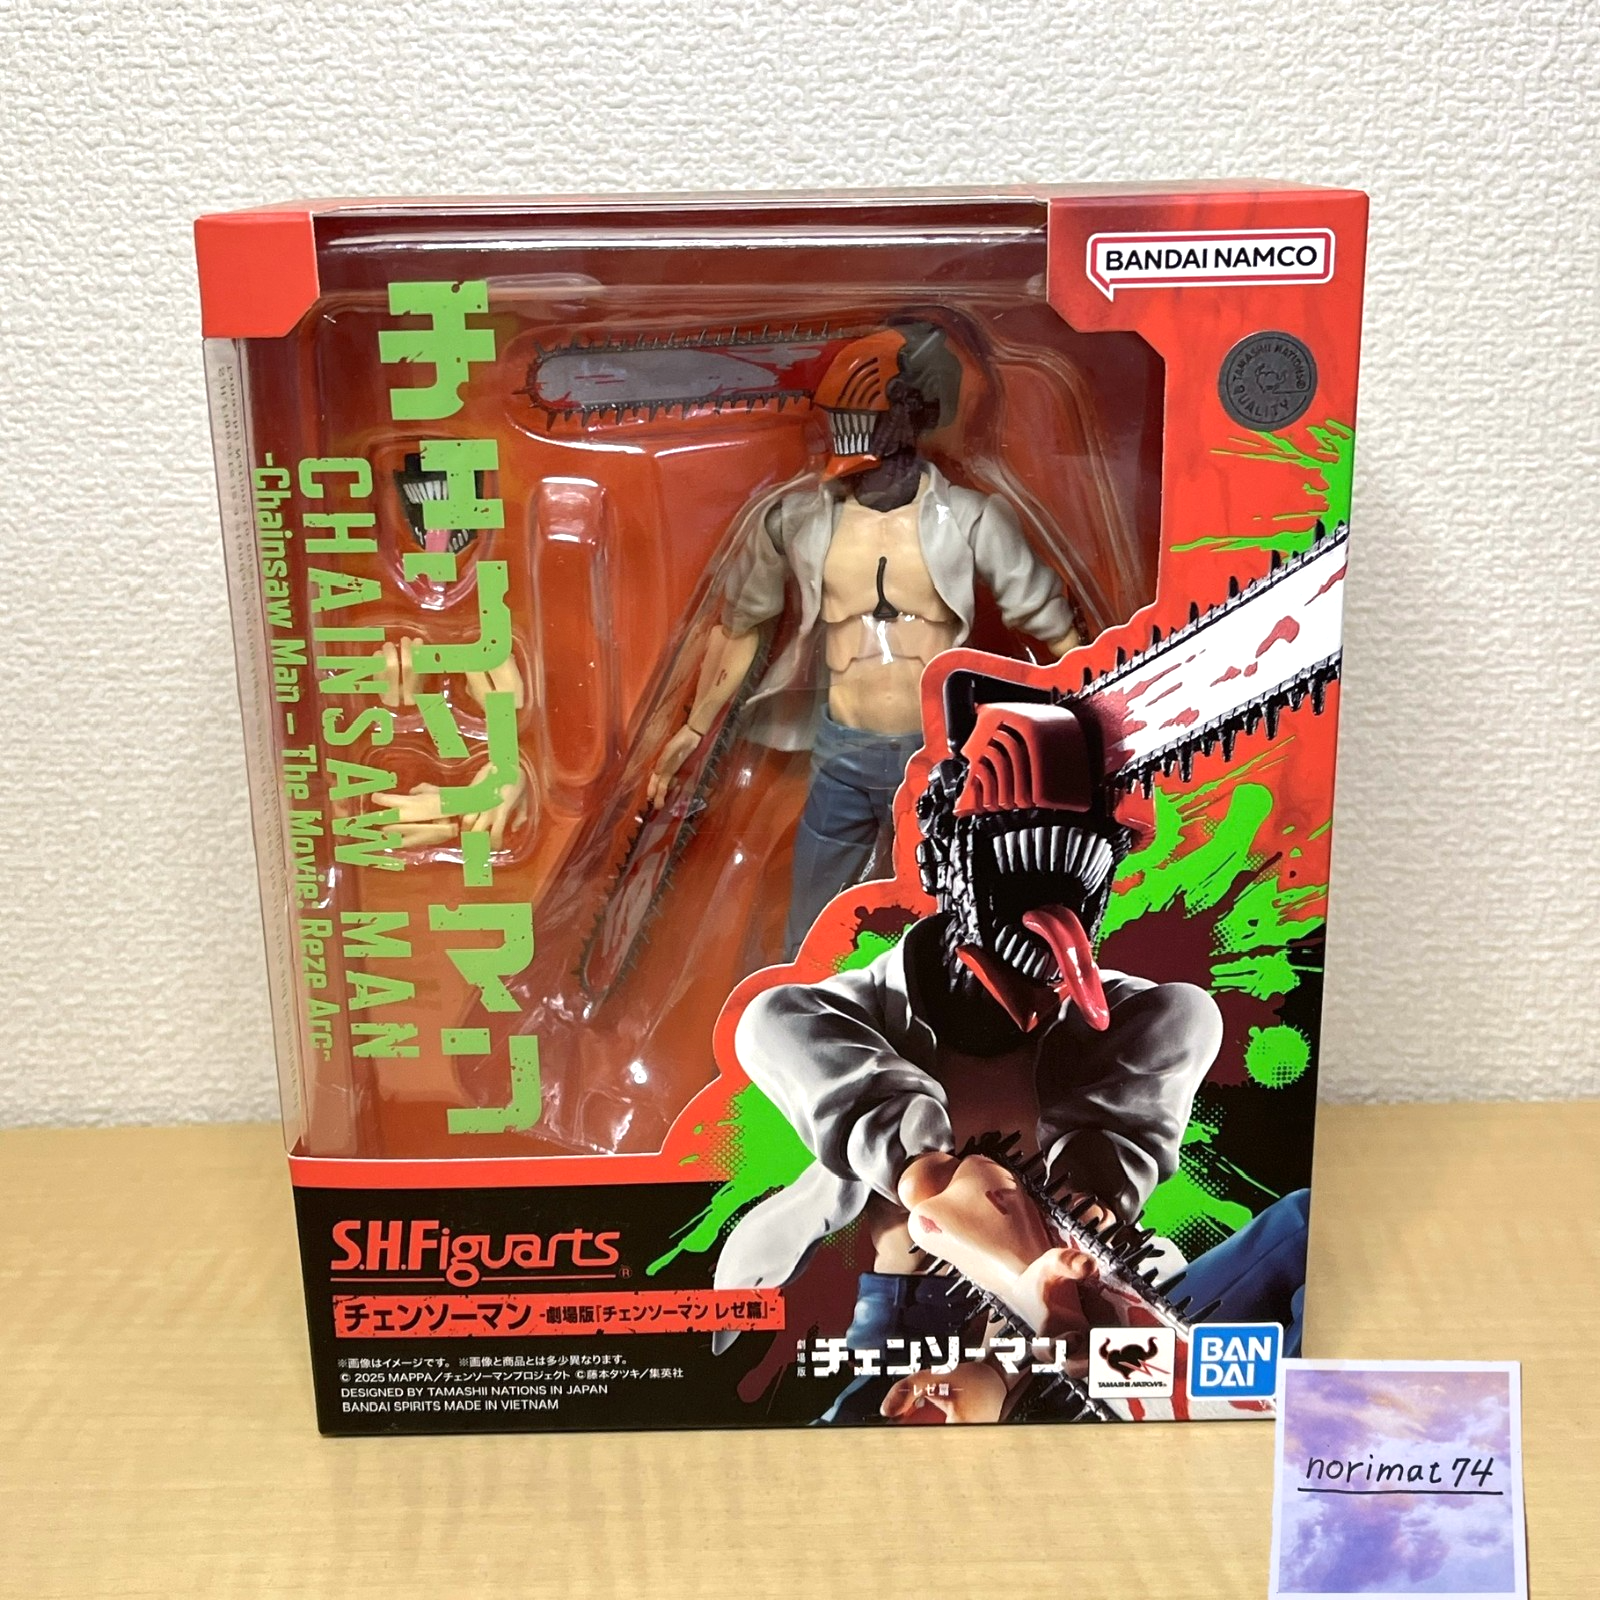 BANDAI NAMCO
TAMASHII NATIONS
QUALITY
チェンソーマン
CHAINSAW MAN
-Chainsaw Man – The Movie: Reze Arc-
S.H.Figuarts®
チェンソーマン -劇場版『チェンソーマン レゼ篇』-
※画像はイメージです。 ※画像と商品とは多少異なります。
© 2025 MAPPA／チェンソーマンプロジェクト ©藤本タツキ／集英社
DESIGNED BY TAMASHII NATIONS IN JAPAN
BANDAI SPIRITS MADE IN VIETNAM
劇場版 チェンソーマン
—レゼ篇—
TAMASHII NATIONS
BAN
DAI
norimat74